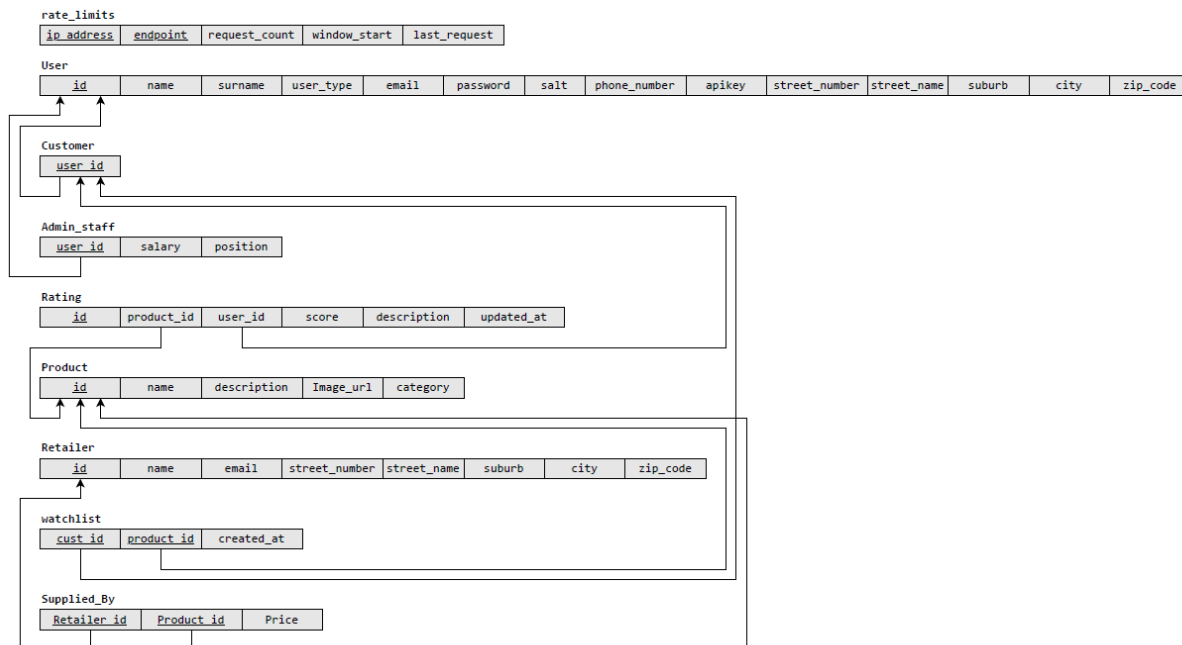 rate_limits
ip_address endpoint request_count window_start last_request
User
id name surname user_type email password salt phone_number apikey street_number street_name suburb city zip_code
Customer
user_id
Admin_staff
user_id salary position
Rating
id product_id user_id score description updated_at
Product
id name description Image_url category
Retailer
id name email street_number street_name suburb city zip_code
watchlist
cust_id product_id created_at
Supplied_By
Retailer_id Product_id Price